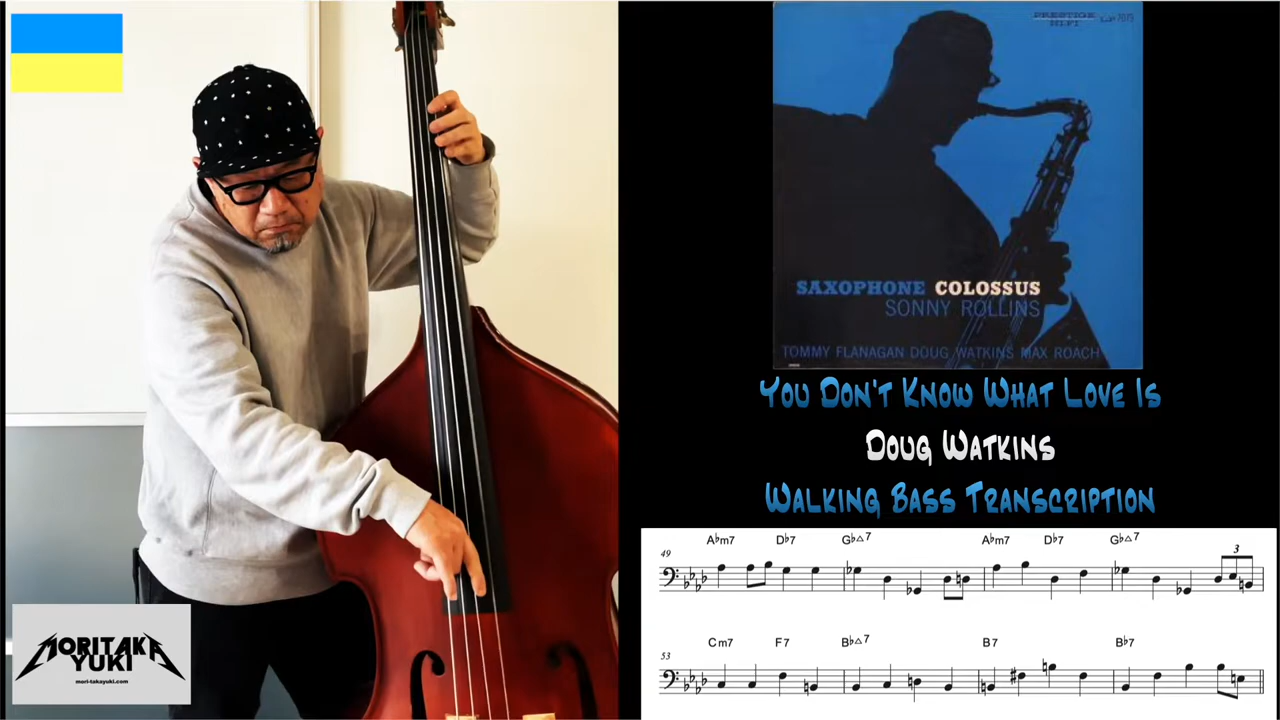 PRESTIGE
HI-FI
SAXOPHONE COLOSSUS
SONNY ROLLINS
TOMMY FLANAGAN DOUG WATKINS MAX ROACH
YOU DON'T KNOW WHAT LOVE IS
DOUG WATKINS
WALKING BASS TRANSCRIPTION
A♭m7 D♭7 G♭△7 A♭m7 D♭7 G♭△7
49
3
Cm7 F7 B♭△7 B7 B♭7
53
MORITAKA
YUKI
mori-takayuki.com